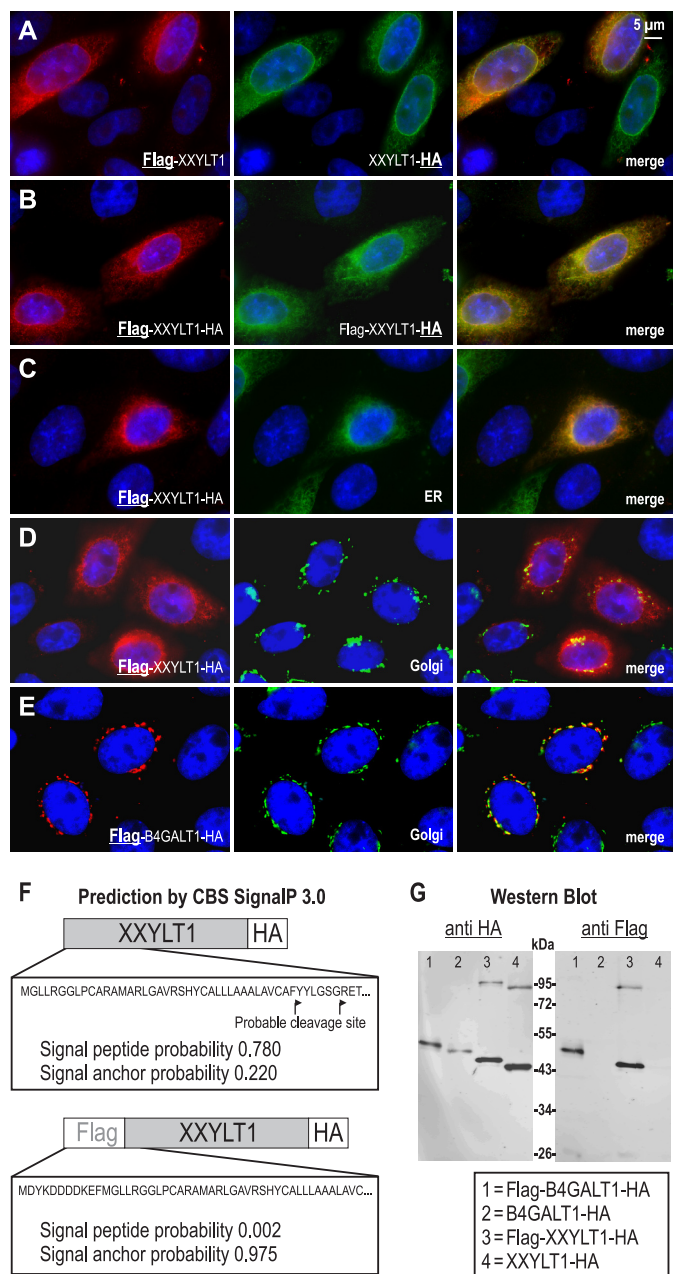 A
5 µm
Flag-XXYLT1
XXYLT1-HA
merge
B
Flag-XXYLT1-HA
Flag-XXYLT1-HA
merge
C
Flag-XXYLT1-HA
ER
merge
D
Flag-XXYLT1-HA
Golgi
merge
E
Flag-B4GALT1-HA
Golgi
merge
F
Prediction by CBS SignalP 3.0
XXYLT1 HA
MGLLRGGLPCARAMARLGAVRSHYCALLLAAALAVCAFYYLGSGRET...
Probable cleavage site
Signal peptide probability 0.780
Signal anchor probability 0.220
Flag XXYLT1 HA
MDYKDDDDKEFMGLLRGGLPCARAMARLGAVRSHYCALLLAAALAVC...
Signal peptide probability 0.002
Signal anchor probability 0.975
G
Western Blot
anti HA
anti Flag
kDa
1 2 3 4
1 2 3 4
-95-
-72-
-55-
-43-
-34-
-26-
1 = Flag-B4GALT1-HA
2 = B4GALT1-HA
3 = Flag-XXYLT1-HA
4 = XXYLT1-HA